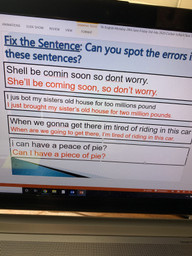 Fix the Sentence: Can you spot the errors i
these sentences?
Shell be comin soon so dont worry.
She'll be coming soon, so don't worry.
I jus bot my sisters old house for too millions pound
I just brought my sister's old house for two million pounds.
When we gonna get there im tired of riding in this car
When are we going to get there, I'm tired of riding in this car.
i can have a peace of pie?
Can I have a piece of pie?